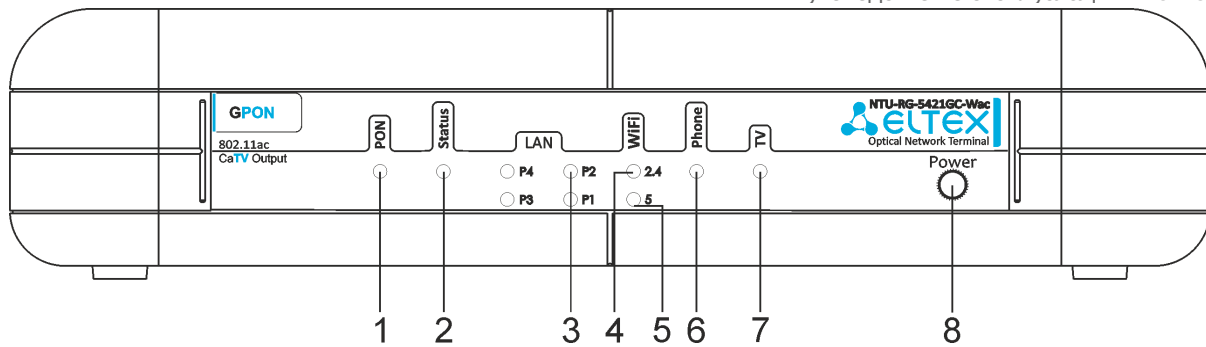 GPON
802.11ac
CaTV Output
PON
Status
LAN
WiFi
Phone
TV
NTU-RG-5421GC-Wac
ELTEX
Optical Network Terminal
Power
P4
P2
2.4
P3
P1
5
1 2 3 4 5 6 7 8